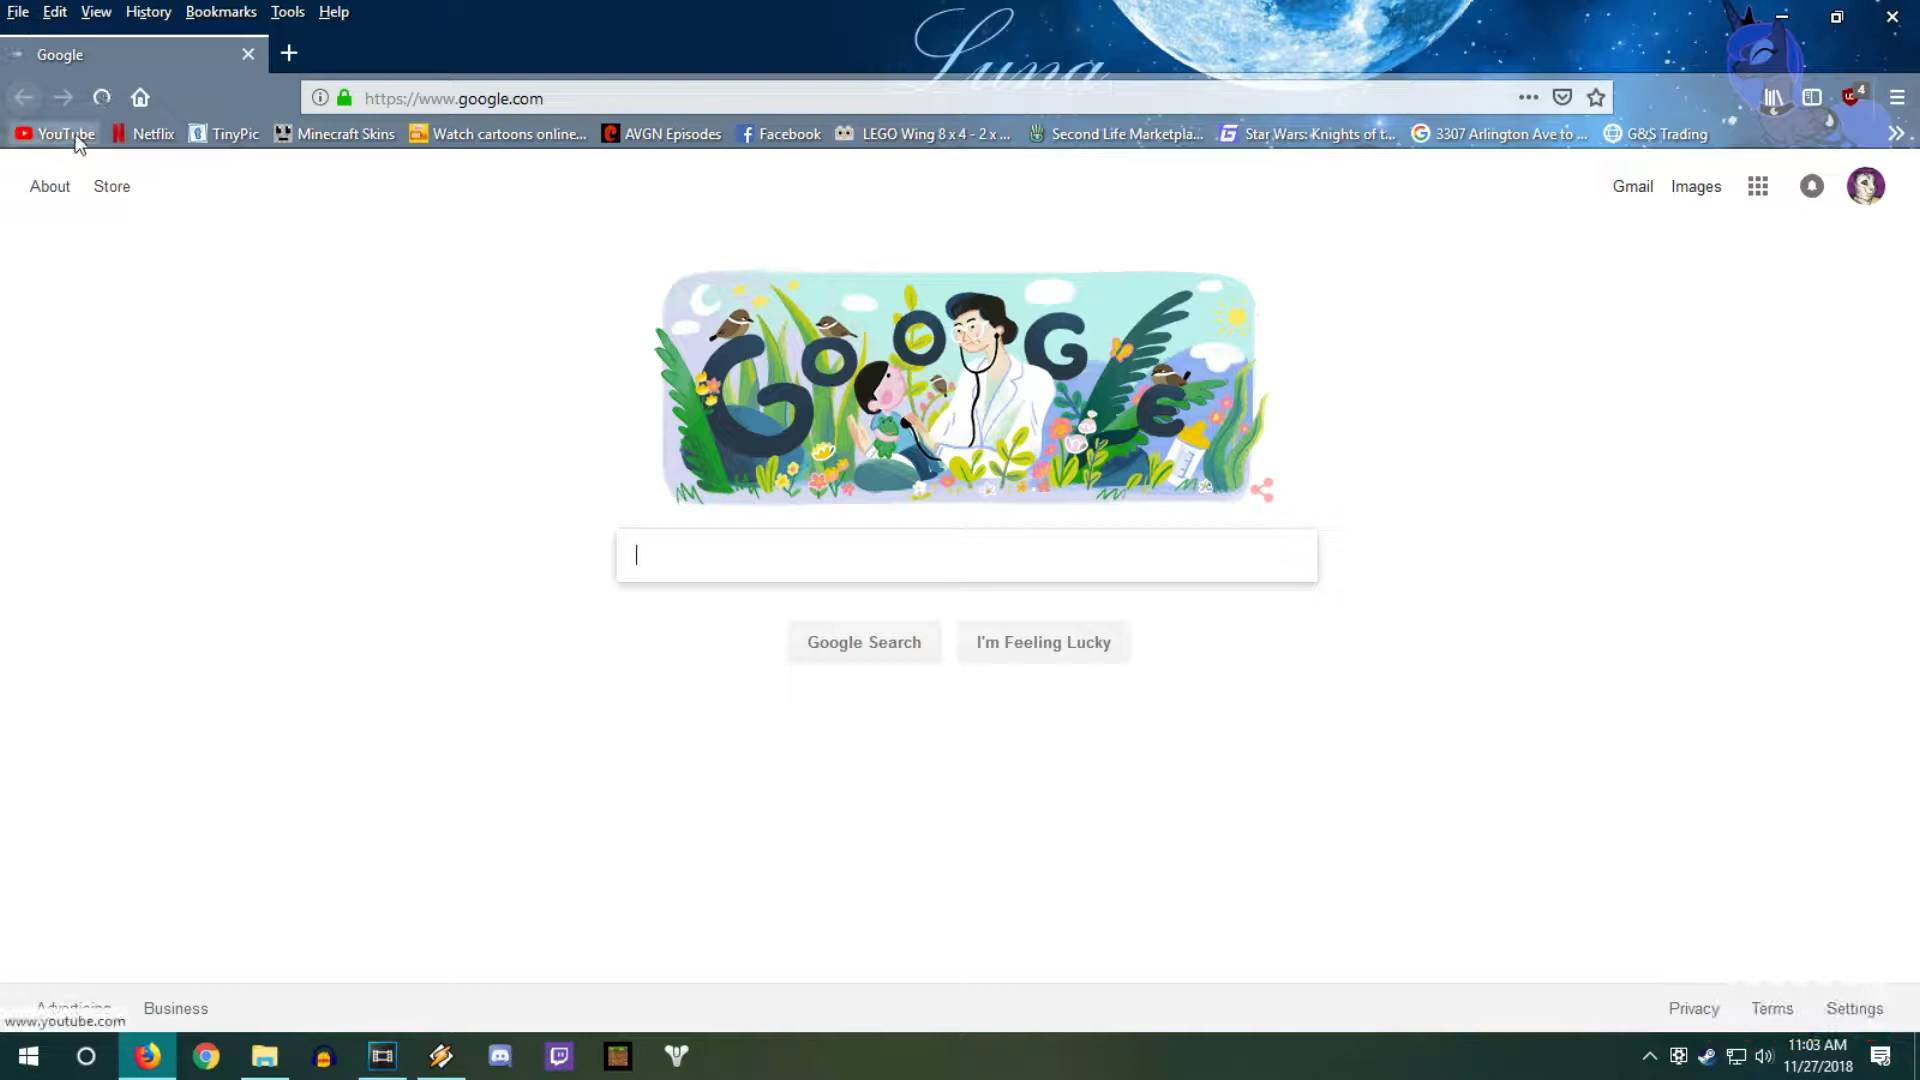 File Edit View History Bookmarks Tools Help
Luna
Google
https://www.google.com
4
YouTube Netflix TinyPic Minecraft Skins Watch cartoons online... AVGN Episodes Facebook LEGO Wing 8 x 4 - 2 x ... Second Life Marketpla... Star Wars: Knights of t... 3307 Arlington Ave to ... G&S Trading
About Store Gmail Images
GOOGE
Google Search I'm Feeling Lucky
Advertising Business Privacy Terms Settings
www.youtube.com
11:03 AM
11/27/2018